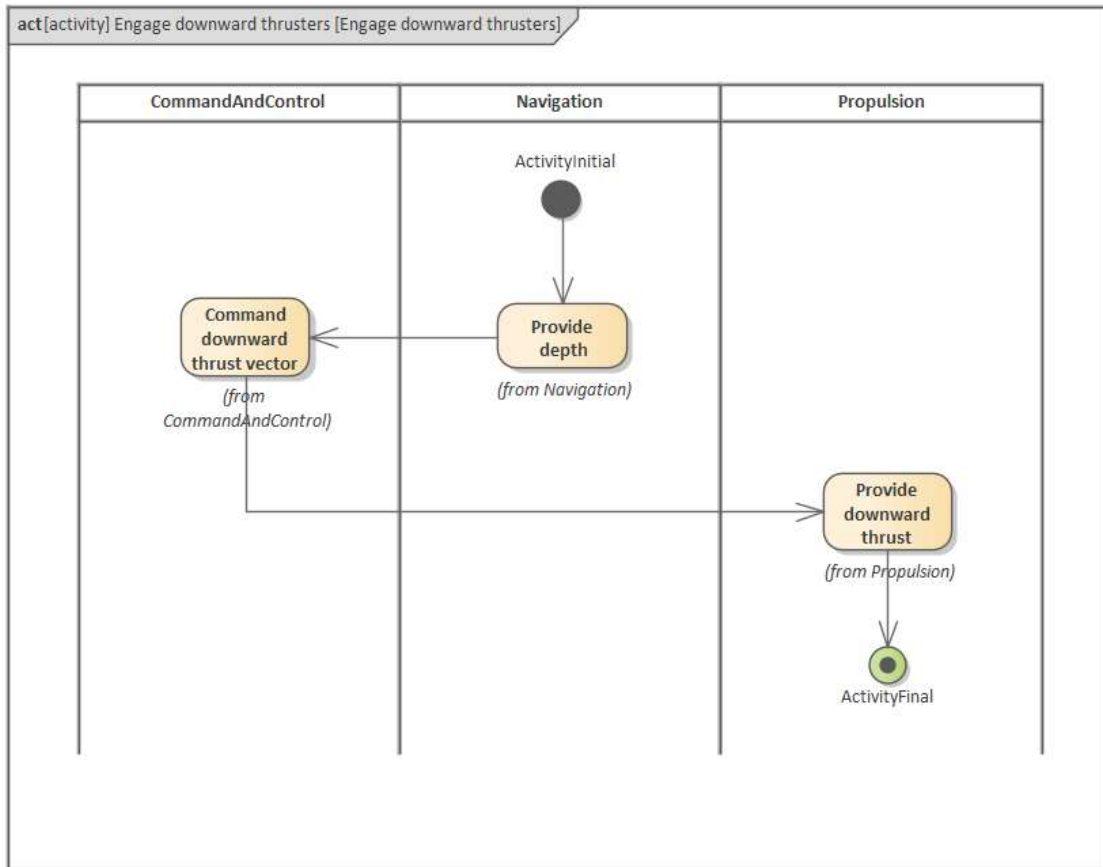 act[activity] Engage downward thrusters [Engage downward thrusters]
CommandAndControl
Navigation
Propulsion
ActivityInitial
Command
downward
thrust vector
(from
CommandAndControl)
Provide
depth
(from Navigation)
Provide
downward
thrust
(from Propulsion)
ActivityFinal